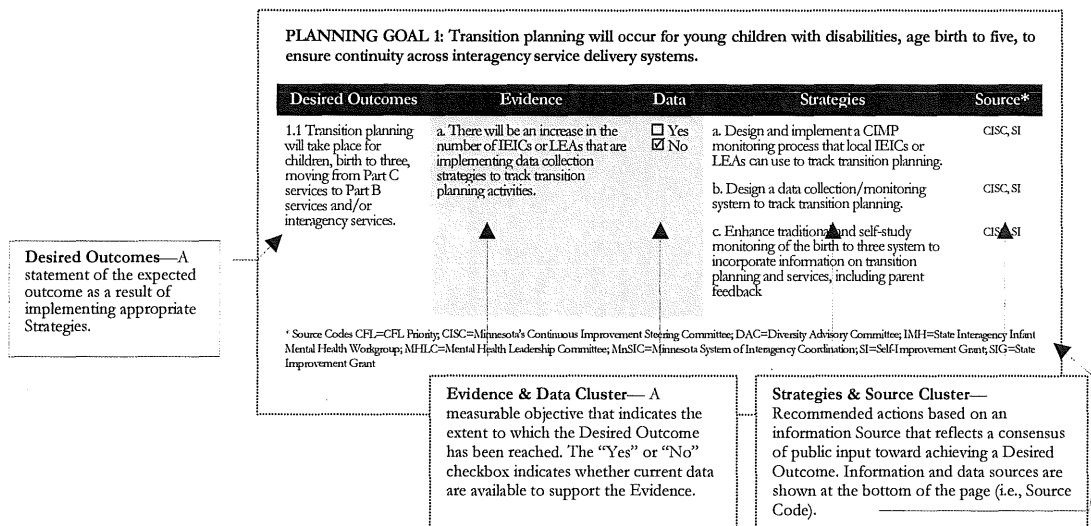 PLANNING GOAL 1: Transition planning will occur for young children with disabilities, age birth to five, to
ensure continuity across interagency service delivery systems.
Desired Outcomes Evidence Data Strategies Source*
1.1 Transition planning
will take place for
children, birth to three,
moving from Part C
services to Part B
services and/or
interagency services.
a. There will be an increase in the
number of IEICs or LEAs that are
implementing data collection
strategies to track transition
planning activities.
☐ Yes
☑ No
a. Design and implement a CIMP
monitoring process that local IEICs or
LEAs can use to track transition planning.
CISC, SI
b. Design a data collection/monitoring
system to track transition planning.
CISC, SI
c. Enhance traditional and self-study
monitoring of the birth to three system to
incorporate information on transition
planning and services, including parent
feedback
CISC, SI
* Source Codes CFL=CFL Priority; CISC=Minnesota's Continuous Improvement Steering Committee; DAC=Diversity Advisory Committee; IMH=State Interagency Infant
Mental Health Workgroup; MHLC=Mental Health Leadership Committee; MnSIC=Minnesota System of Interagency Coordination; SI=Self-Improvement Grant; SIG=State
Improvement Grant
Desired Outcomes—A
statement of the expected
outcome as a result of
implementing appropriate
Strategies.
Evidence & Data Cluster— A
measurable objective that indicates the
extent to which the Desired Outcome
has been reached. The “Yes” or “No”
checkbox indicates whether current data
are available to support the Evidence.
Strategies & Source Cluster—
Recommended actions based on an
information Source that reflects a consensus
of public input toward achieving a Desired
Outcome. Information and data sources are
shown at the bottom of the page (i.e., Source
Code).